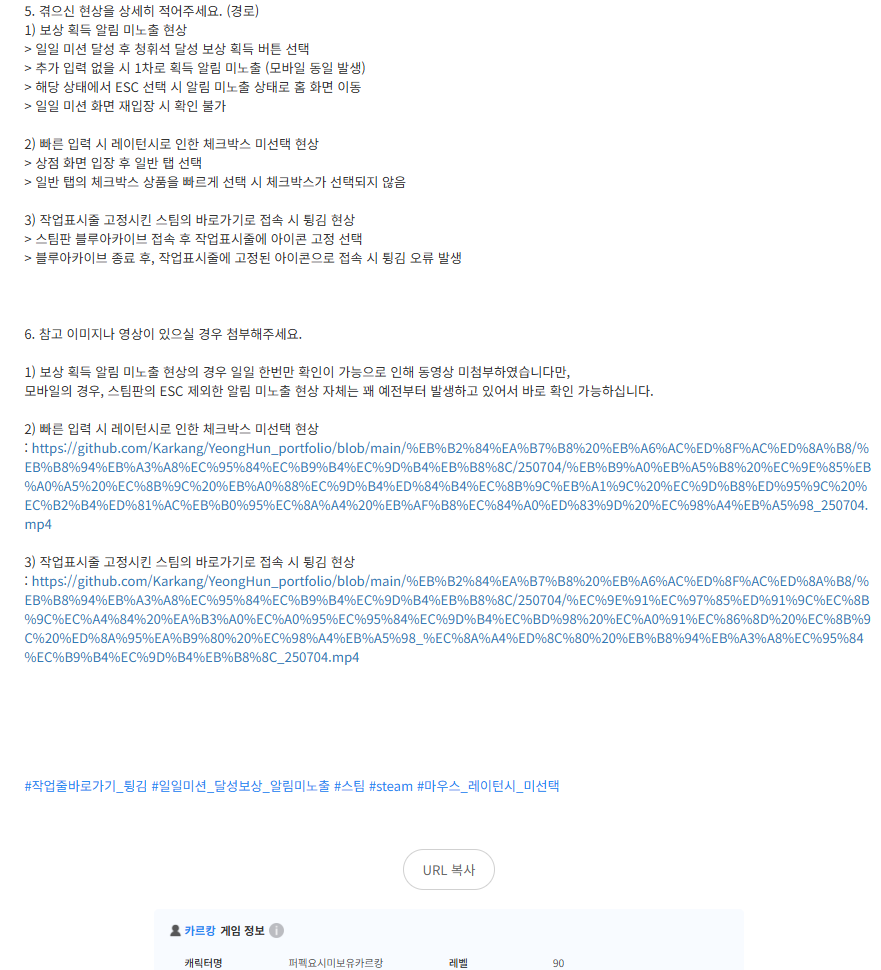 5. 겪으신 현상을 상세히 적어주세요. (경로)
1) 보상 획득 알림 미노출 현상
> 일일 미션 달성 후 청휘석 달성 보상 획득 버튼 선택
> 추가 입력 없을 시 1차로 획득 알림 미노출 (모바일 동일 발생)
> 해당 상태에서 ESC 선택 시 알림 미노출 상태로 홈 화면 이동
> 일일 미션 화면 재입장 시 확인 불가
2) 빠른 입력 시 레이턴시로 인한 체크박스 미선택 현상
> 상점 화면 입장 후 일반 탭 선택
> 일반 탭의 체크박스 상품을 빠르게 선택 시 체크박스가 선택되지 않음
3) 작업표시줄 고정시킨 스팀의 바로가기로 접속 시 튕김 현상
> 스팀판 블루아카이브 접속 후 작업표시줄에 아이콘 고정 선택
> 블루아카이브 종료 후, 작업표시줄에 고정된 아이콘으로 접속 시 튕김 오류 발생
6. 참고 이미지나 영상이 있으실 경우 첨부해주세요.
1) 보상 획득 알림 미노출 현상의 경우 일일 한번만 확인이 가능으로 인해 동영상 미첨부하였습니다만,
모바일의 경우, 스팀판의 ESC 제외한 알림 미노출 현상 자체는 꽤 예전부터 발생하고 있어서 바로 확인 가능하십니다.
2) 빠른 입력 시 레이턴시로 인한 체크박스 미선택 현상
: https://github.com/Karkang/YeongHun_portfolio/blob/main/%EB%B2%84%EA%B7%B8%20%EB%A6%AC%ED%8F%AC%ED%8A%B8/%
EB%B8%94%EB%A3%A8%EC%95%84%EC%B9%B4%EC%9D%B4%EB%B8%8C/250704/%EB%B9%A0%EB%A5%B8%20%EC%9E%85%EB
%A0%A5%20%EC%8B%9C%20%EB%A0%88%EC%9D%B4%ED%84%B4%EC%8B%9C%EB%A1%9C%20%EC%9D%B8%ED%95%9C%20%
EC%B2%B4%ED%81%AC%EB%B0%95%EC%8A%A4%20%EB%AF%B8%EC%84%A0%ED%83%9D%20%EC%98%A4%EB%A5%98_250704.
mp4
3) 작업표시줄 고정시킨 스팀의 바로가기로 접속 시 튕김 현상
: https://github.com/Karkang/YeongHun_portfolio/blob/main/%EB%B2%84%EA%B7%B8%20%EB%A6%AC%ED%8F%AC%ED%8A%B8/%
EB%B8%94%EB%A3%A8%EC%95%84%EC%B9%B4%EC%9D%B4%EB%B8%8C/250704/%EC%9E%91%EC%97%85%ED%91%9C%EC%8B
%9C%EC%A4%84%20%EA%B3%A0%EC%A0%95%EC%95%84%EC%9D%B4%EC%BD%98%20%EC%A0%91%EC%86%8D%20%EC%8B%9
C%20%ED%8A%95%EA%B9%80%20%EC%98%A4%EB%A5%98_%EC%8A%A4%ED%8C%80%20%EB%B8%94%EB%A3%A8%EC%95%84
%EC%B9%B4%EC%9D%B4%EB%B8%8C_250704.mp4
#작업줄바로가기_튕김 #일일미션_달성보상_알림미노출 #스팀 #steam #마우스_레이턴시_미선택
URL 복사
카르캉 게임 정보
캐릭터명 퍼펙요시미보유카르캉 레벨 90